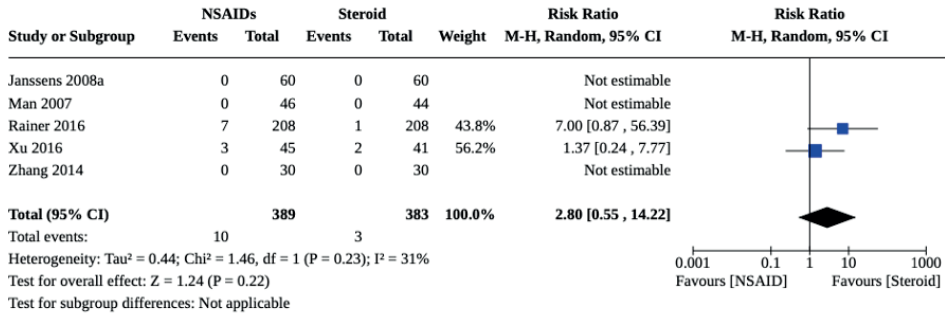 NSAIDs Steroid Risk Ratio Risk Ratio
Study or Subgroup Events Total Events Total Weight M-H, Random, 95% CI M-H, Random, 95% CI
Janssens 2008a 0 60 0 60 Not estimable
Man 2007 0 46 0 44 Not estimable
Rainer 2016 7 208 1 208 43.8% 7.00 [0.87 , 56.39]
Xu 2016 3 45 2 41 56.2% 1.37 [0.24 , 7.77]
Zhang 2014 0 30 0 30 Not estimable
Total (95% CI) 389 383 100.0% 2.80 [0.55 , 14.22]
Total events: 10 3
Heterogeneity: Tau² = 0.44; Chi² = 1.46, df = 1 (P = 0.23); I² = 31%
0.001 0.1 1 10 1000
Test for overall effect: Z = 1.24 (P = 0.22)
Favours [NSAID] Favours [Steroid]
Test for subgroup differences: Not applicable